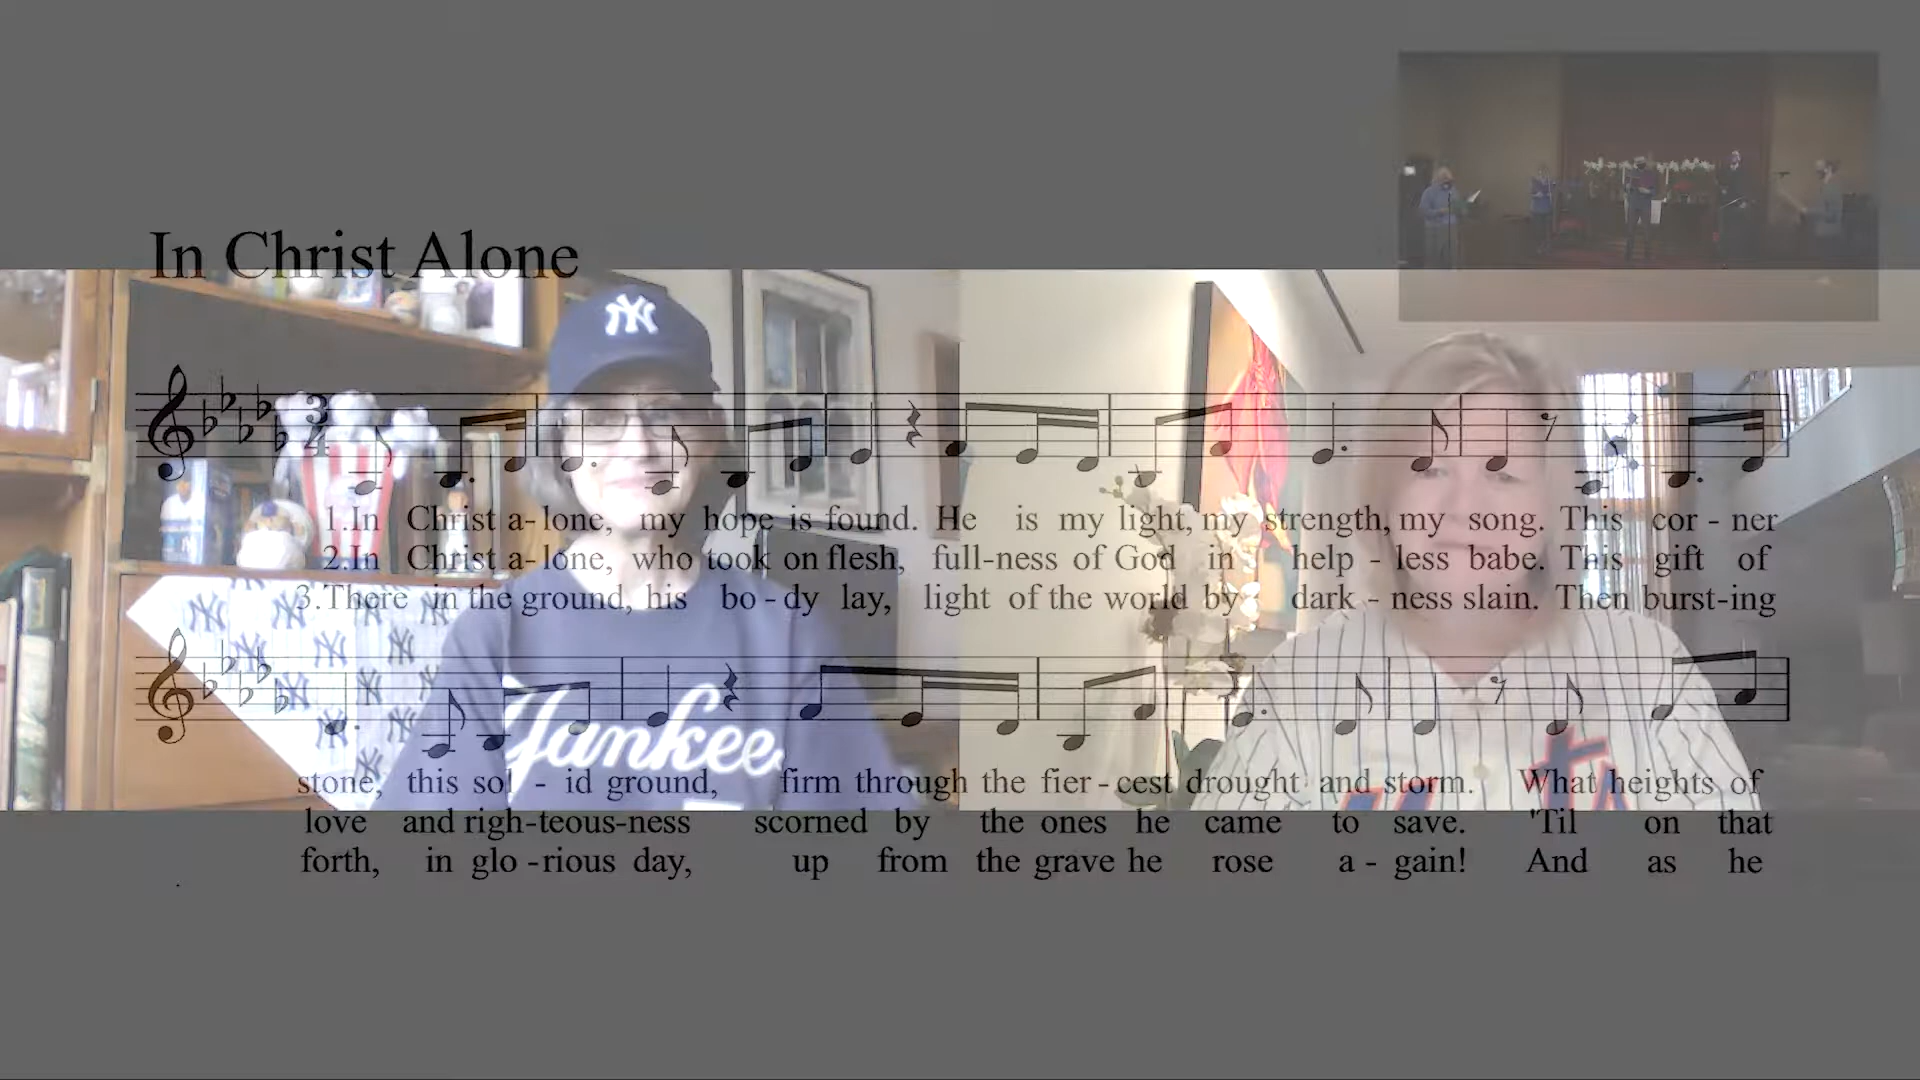 In Christ Alone
NY
3
4
1.In Christ a-lone, my hope is found. He is my light, my strength, my song. This cor - ner
2.In Christ a-lone, who took on flesh, full-ness of God in help - less babe. This gift of
3.There in the ground, his bo - dy lay, light of the world by dark - ness slain. Then burst-ing
Yankee
stone, this sol - id ground, firm through the fier - cest drought and storm. What heights of
love and righ-teous-ness scorned by the ones he came to save. 'Til on that
forth, in glo - rious day, up from the grave he rose a - gain! And as he